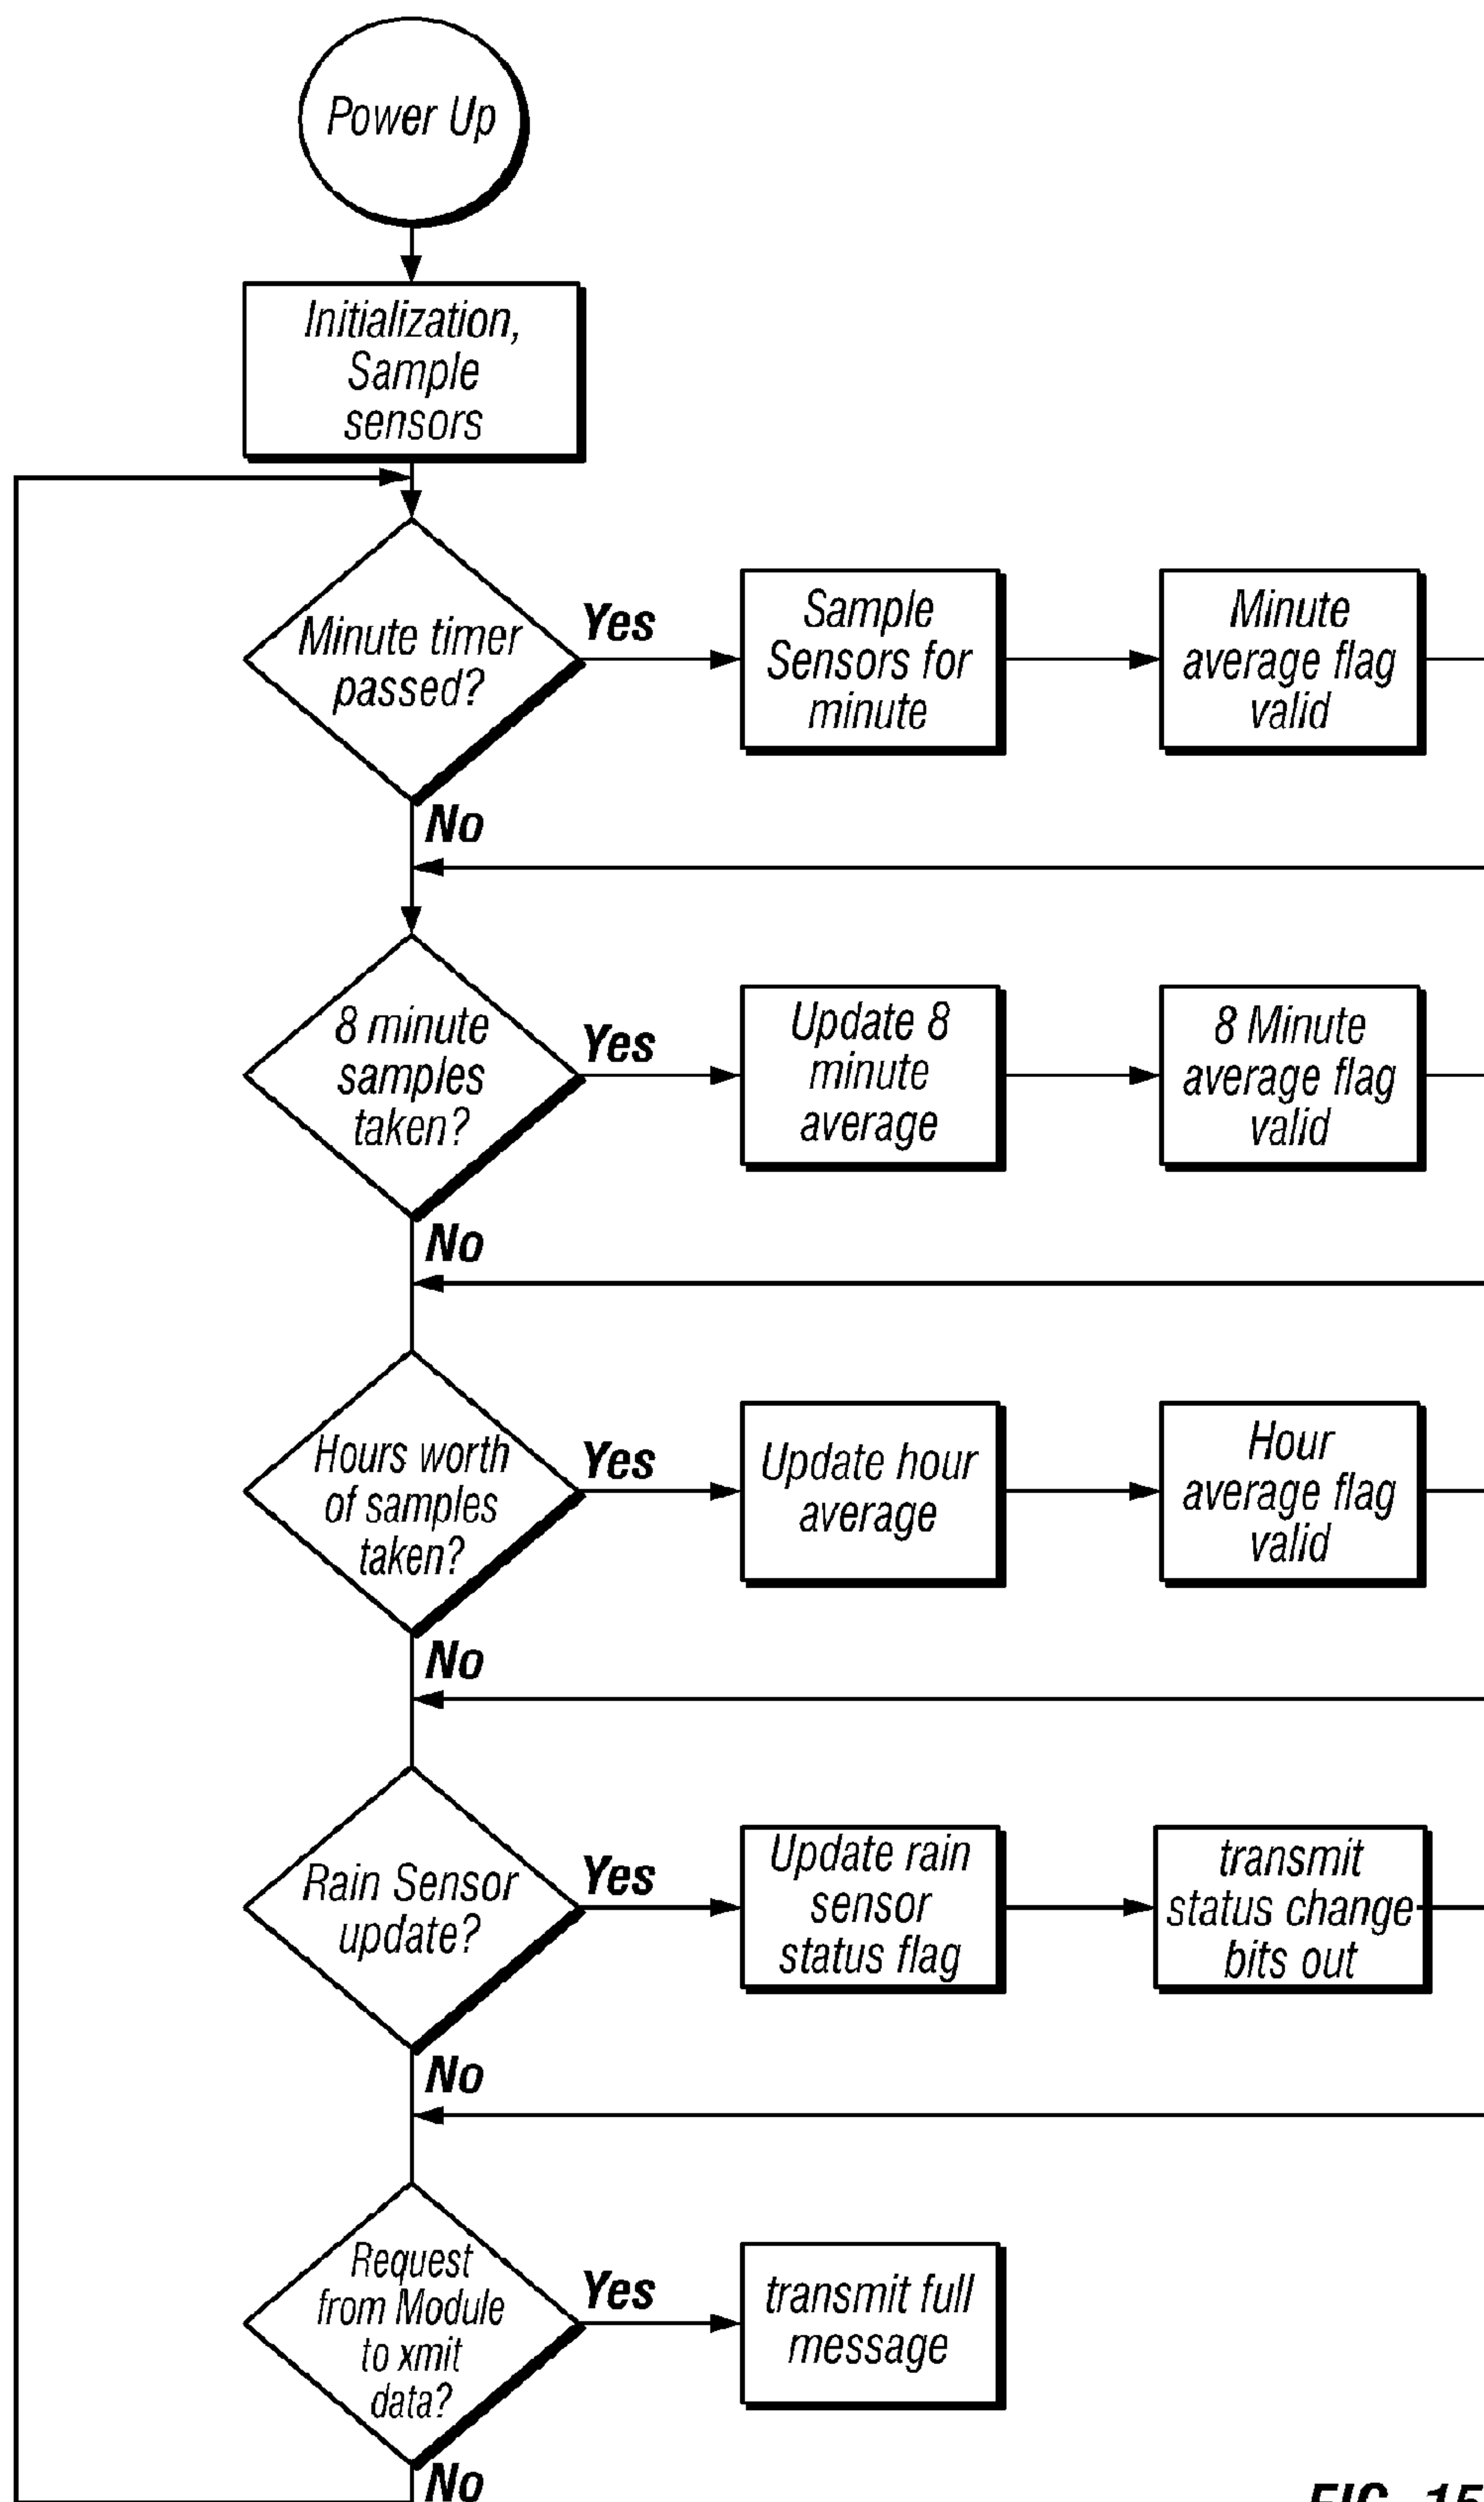 Power Up
Initialization,
Sample
sensors
Minute timer
passed?
Yes
Sample
Sensors for
minute
Minute
average flag
valid
No
8 minute
samples
taken?
Yes
Update 8
minute
average
8 Minute
average flag
valid
No
Hours worth
of samples
taken?
Yes
Update hour
average
Hour
average flag
valid
No
Rain Sensor
update?
Yes
Update rain
sensor
status flag
transmit
status change
bits out
No
Request
from Module
to xmit
data?
Yes
transmit full
message
No
FIG. 15